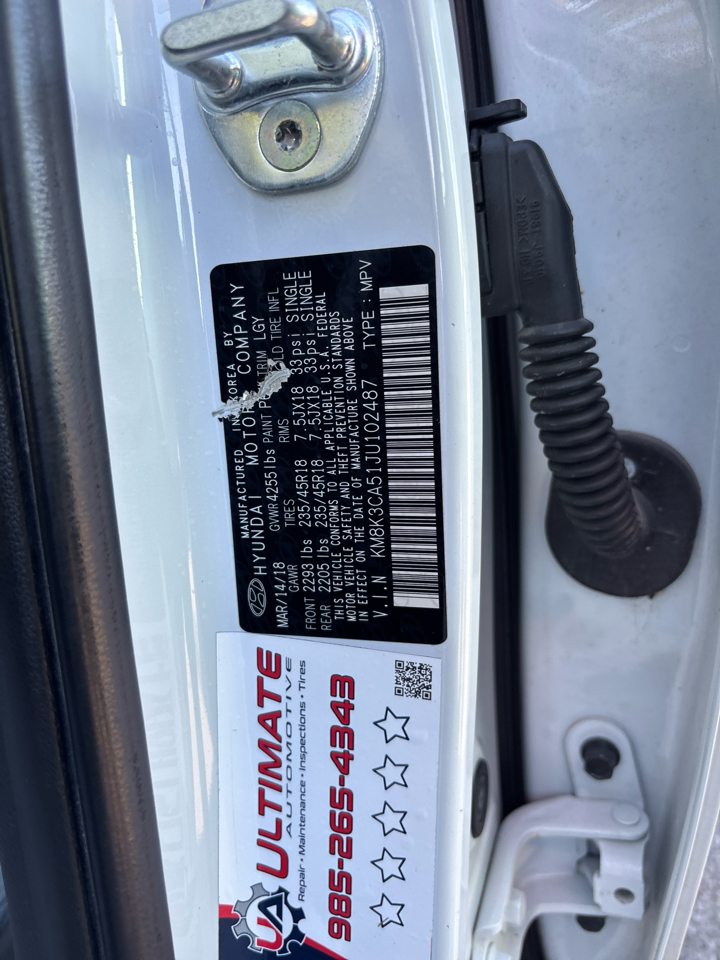 MANUFACTURED IN KOREA BY
HYUNDAI MOTOR COMPANY
MAR/14/18 GVWR 4255 lbs PAINT TRIM LGY
GAWR TIRES RIMS COLD TIRE INFL
FRONT 2293 lbs 235/45R18 7.5JX18 33psi SINGLE
REAR 2205 lbs 235/45R18 7.5JX18 33psi SINGLE
THIS VEHICLE CONFORMS TO ALL APPLICABLE U.S.A. FEDERAL
MOTOR VEHICLE SAFETY AND THEFT PREVENTION STANDARDS
IN EFFECT ON THE DATE OF MANUFACTURE SHOWN ABOVE
V.I.N KM8K3CA51JU102487 TYPE : MPV
UA ULTIMATE
AUTOMOTIVE
Repair • Maintenance • Inspections • Tires
985-265-4343